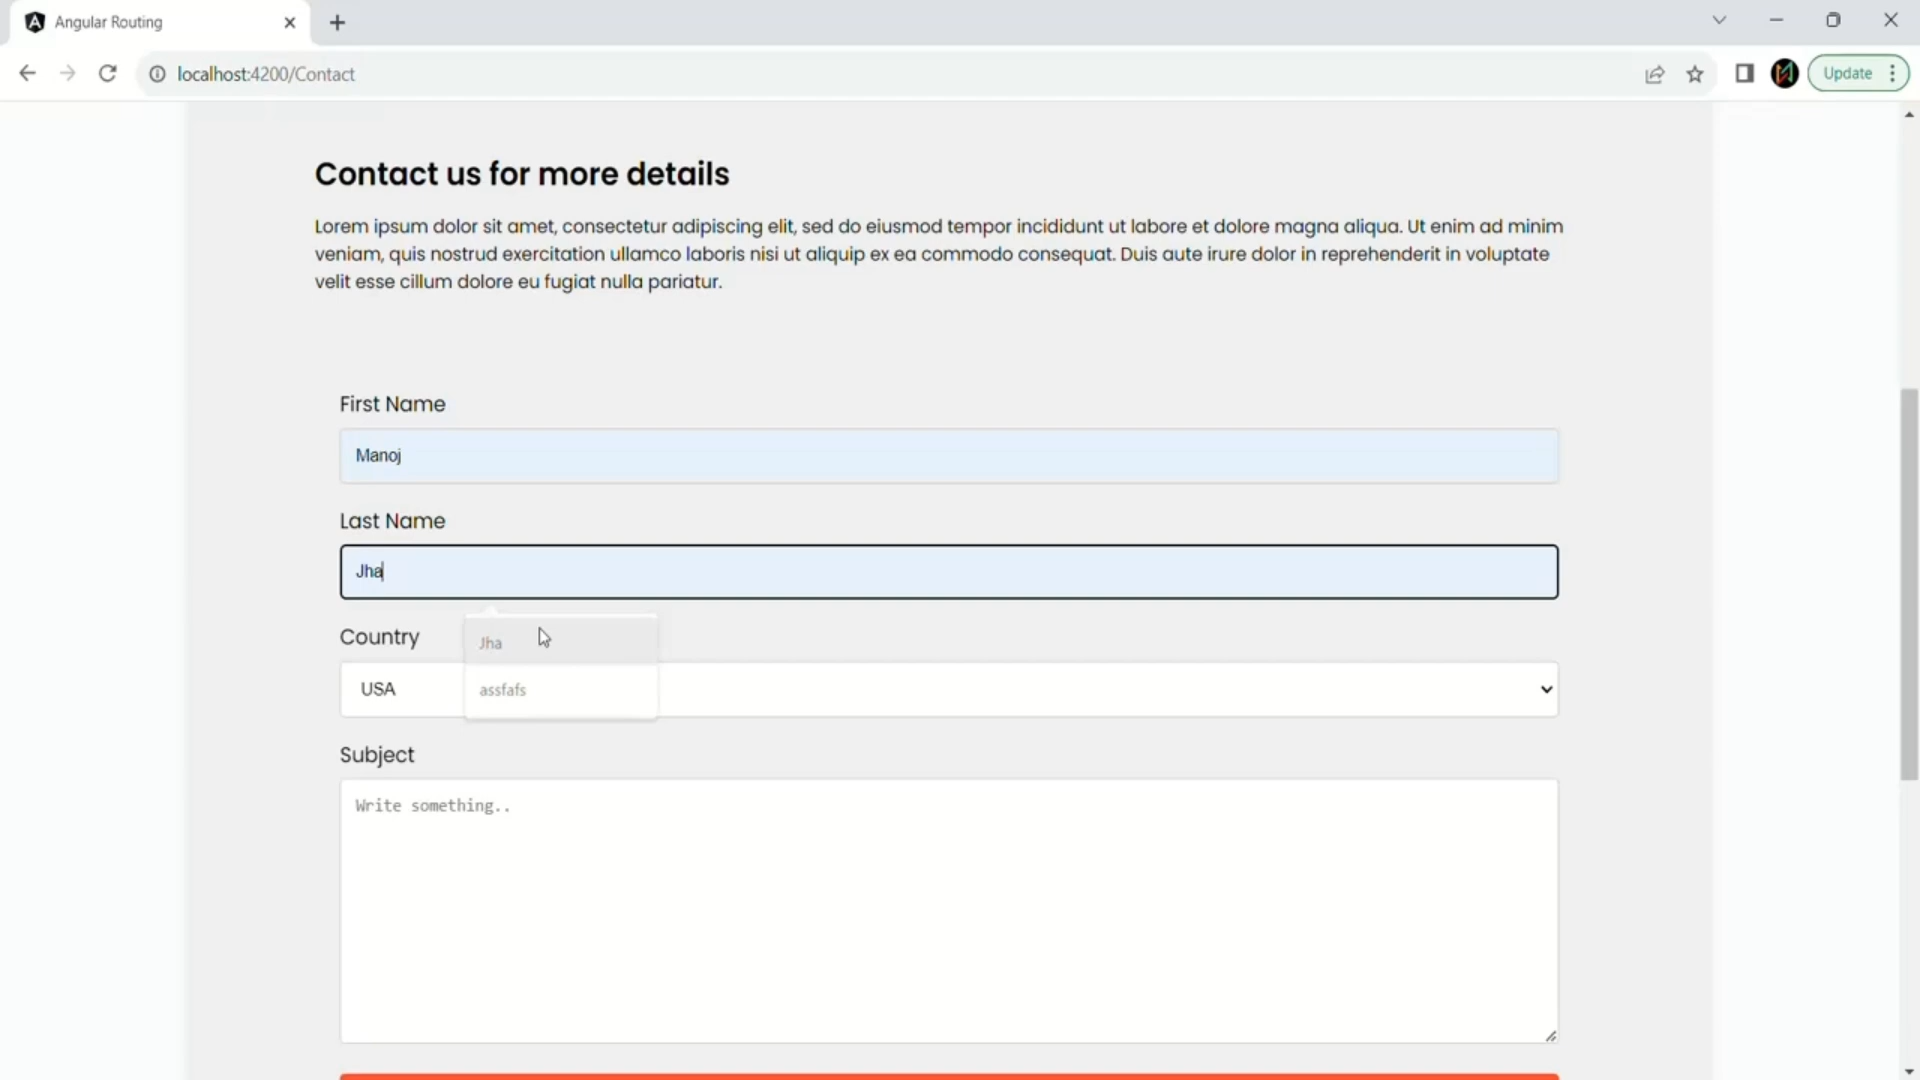 Angular Routing
localhost:4200/Contact
Update
Contact us for more details
Lorem ipsum dolor sit amet, consectetur adipiscing elit, sed do eiusmod tempor incididunt ut labore et dolore magna aliqua. Ut enim ad minim
veniam, quis nostrud exercitation ullamco laboris nisi ut aliquip ex ea commodo consequat. Duis aute irure dolor in reprehenderit in voluptate
velit esse cillum dolore eu fugiat nulla pariatur.
First Name
Manoj
Last Name
Jha
Country
Jha
USA
assfafs
Subject
Write something..